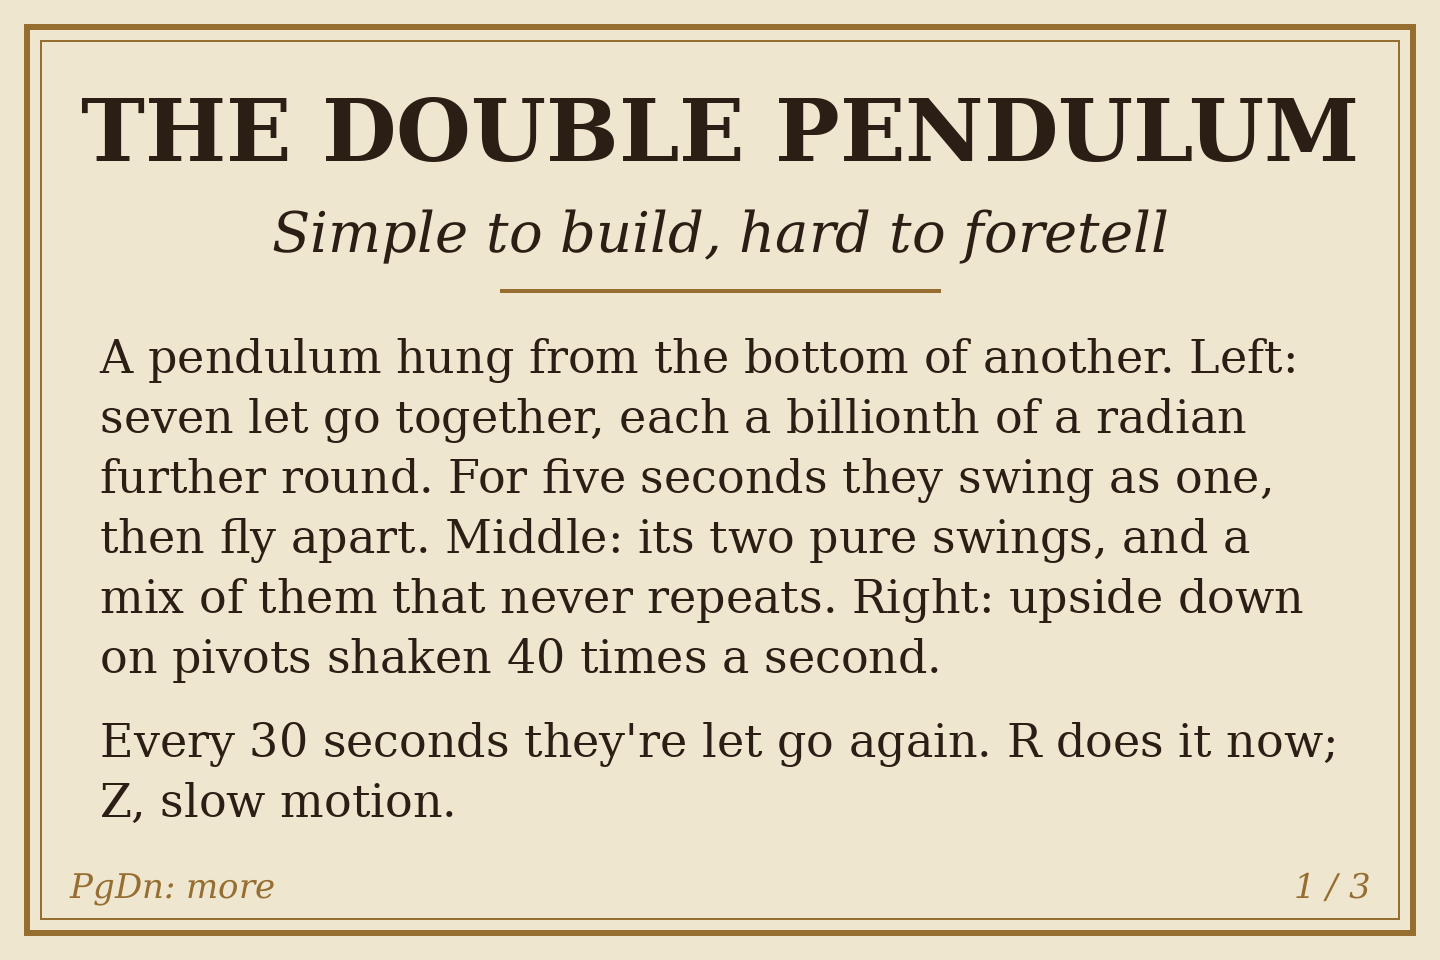 THE DOUBLE PENDULUM
Simple to build, hard to foretell
A pendulum hung from the bottom of another. Left:
seven let go together, each a billionth of a radian
further round. For five seconds they swing as one,
then fly apart. Middle: its two pure swings, and a
mix of them that never repeats. Right: upside down
on pivots shaken 40 times a second.
Every 30 seconds they're let go again. R does it now;
Z, slow motion.
PgDn: more
1 / 3